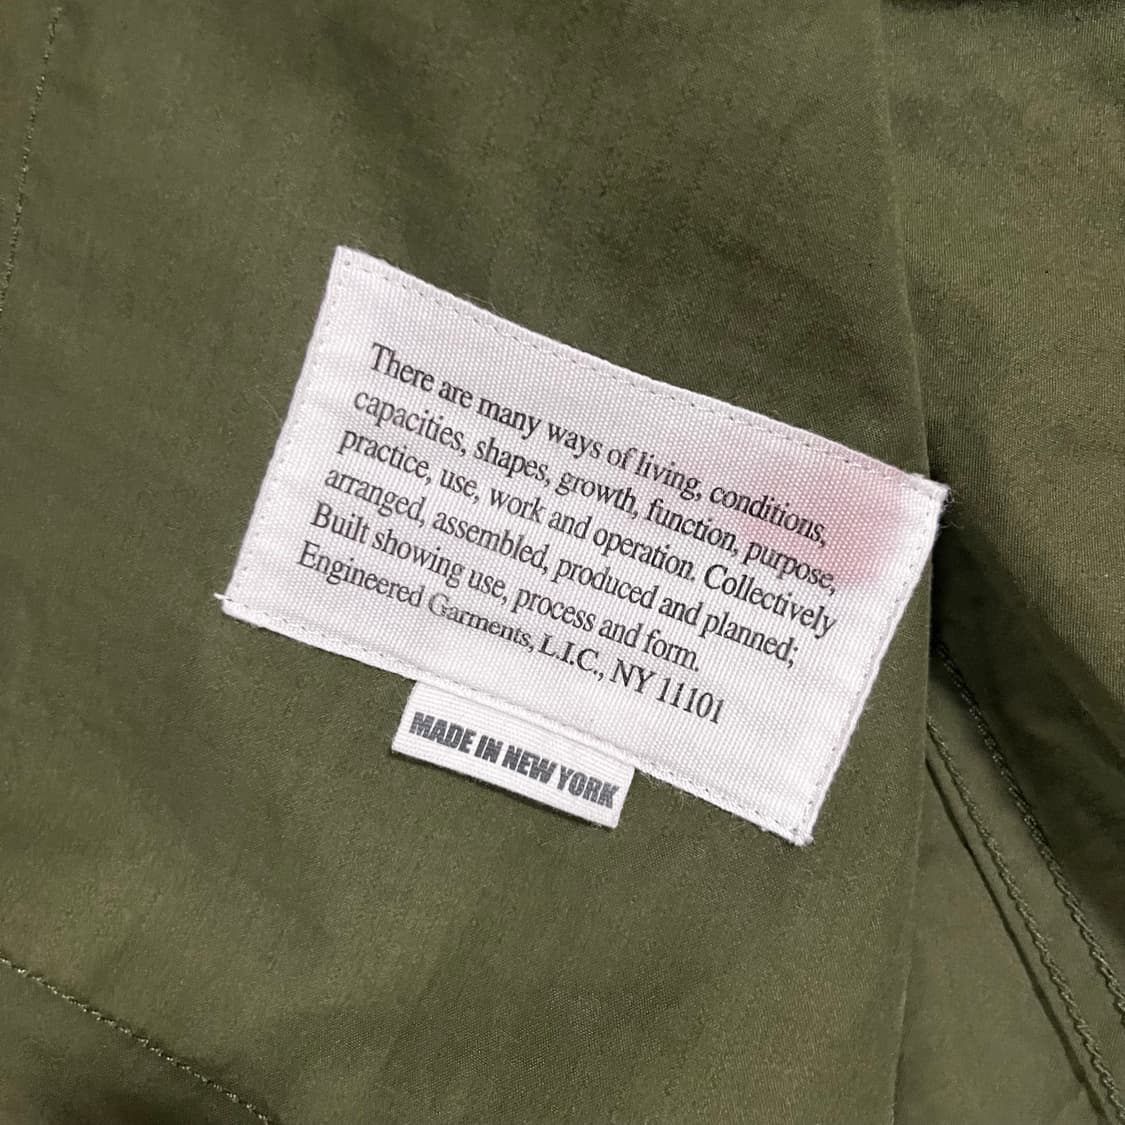 There are many ways of living, conditions,
capacities, shapes, growth, function, purpose,
practice, use, work and operation. Collectively
arranged, assembled, produced and planned;
Built showing use, process and form.
Engineered Garments, L.I.C., NY 11101
MADE IN NEW YORK